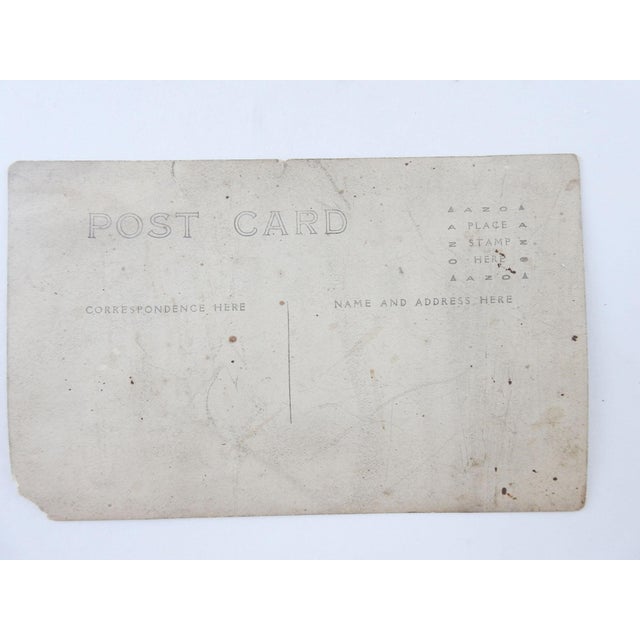 POST CARD
▲ AZO ▲
A PLACE A
Z STAMP Z
O HERE O
▲ AZO ▲
CORRESPONDENCE HERE
NAME AND ADDRESS HERE